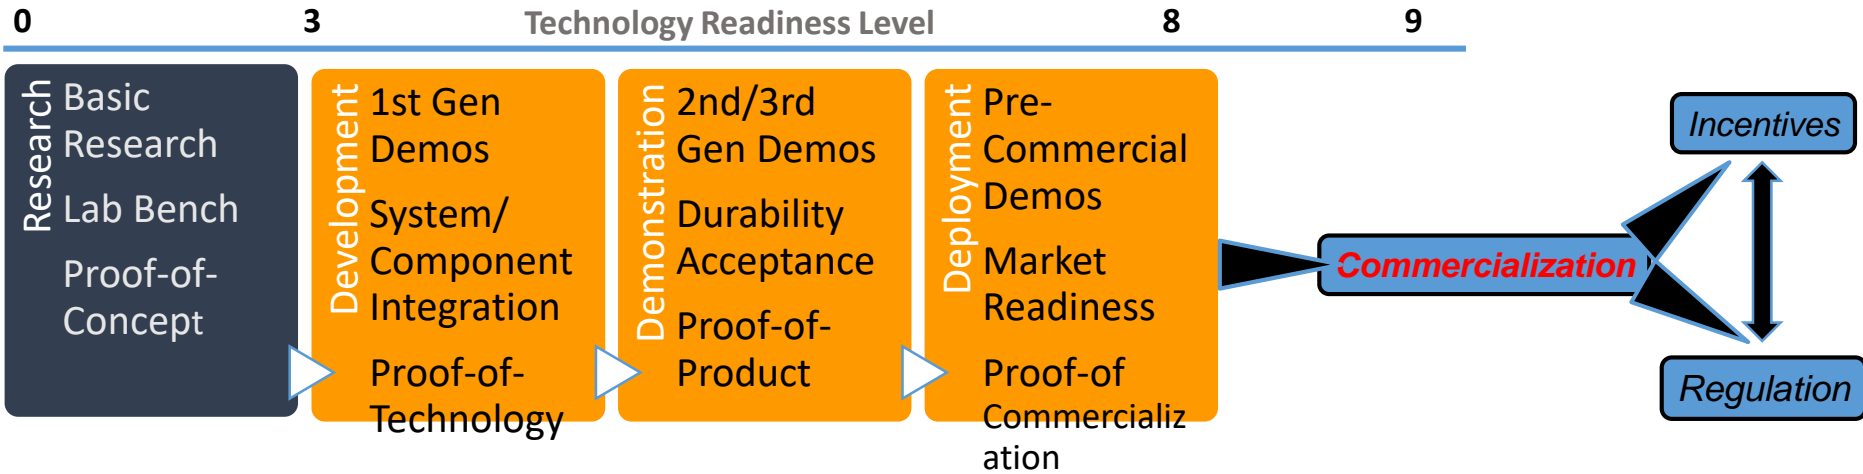 0 3 Technology Readiness Level 8 9
Research
Basic
Research
Lab Bench
Proof-of-
Concept
Development
1st Gen
Demos
System/
Component
Integration
Proof-of-
Technology
Demonstration
2nd/3rd
Gen Demos
Durability
Acceptance
Proof-of-
Product
Deployment
Pre-
Commercial
Demos
Market
Readiness
Proof-of
Commercializ
ation
Commercialization
Incentives
Regulation